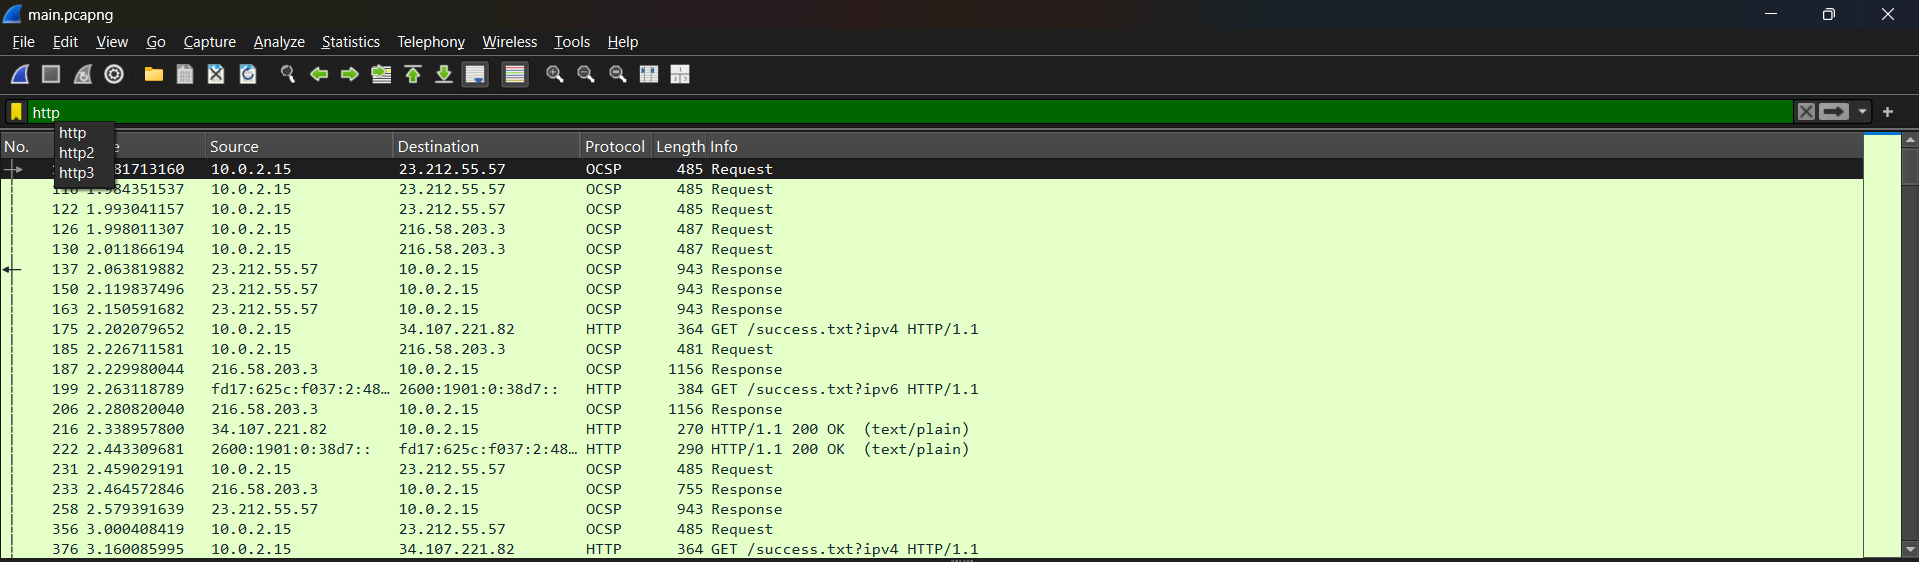 main.pcapng
File Edit View Go Capture Analyze Statistics Telephony Wireless Tools Help
http
http
http2
http3
No. Source Destination Protocol Length Info
81713160 10.0.2.15 23.212.55.57 OCSP 485 Request
984351537 10.0.2.15 23.212.55.57 OCSP 485 Request
122 1.993041157 10.0.2.15 23.212.55.57 OCSP 485 Request
126 1.998011307 10.0.2.15 216.58.203.3 OCSP 487 Request
130 2.011866194 10.0.2.15 216.58.203.3 OCSP 487 Request
137 2.063819882 23.212.55.57 10.0.2.15 OCSP 943 Response
150 2.119837496 23.212.55.57 10.0.2.15 OCSP 943 Response
163 2.150591682 23.212.55.57 10.0.2.15 OCSP 943 Response
175 2.202079652 10.0.2.15 34.107.221.82 HTTP 364 GET /success.txt?ipv4 HTTP/1.1
185 2.226711581 10.0.2.15 216.58.203.3 OCSP 481 Request
187 2.229980044 216.58.203.3 10.0.2.15 OCSP 1156 Response
199 2.263118789 fd17:625c:f037:2:48… 2600:1901:0:38d7:: HTTP 384 GET /success.txt?ipv6 HTTP/1.1
206 2.280820040 216.58.203.3 10.0.2.15 OCSP 1156 Response
216 2.338957800 34.107.221.82 10.0.2.15 HTTP 270 HTTP/1.1 200 OK (text/plain)
222 2.443309681 2600:1901:0:38d7:: fd17:625c:f037:2:48… HTTP 290 HTTP/1.1 200 OK (text/plain)
231 2.459029191 10.0.2.15 23.212.55.57 OCSP 485 Request
233 2.464572846 216.58.203.3 10.0.2.15 OCSP 755 Response
258 2.579391639 23.212.55.57 10.0.2.15 OCSP 943 Response
356 3.000408419 10.0.2.15 23.212.55.57 OCSP 485 Request
376 3.160085995 10.0.2.15 34.107.221.82 HTTP 364 GET /success.txt?ipv4 HTTP/1.1